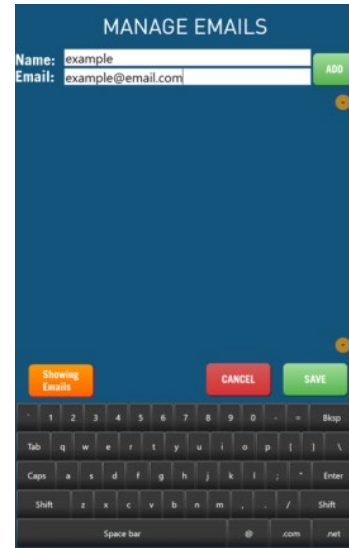 MANAGE EMAILS
Name: example
ADD
Email: example@email.com
Showing
Emails
CANCEL
SAVE
` 1 2 3 4 5 6 7 8 9 0 - = Bksp
Tab q w e r t y u i o p [ ] \
Caps a s d f g h j k l ; ' Enter
Shift z x c v b n m , . / Shift
Space bar @ .com .net